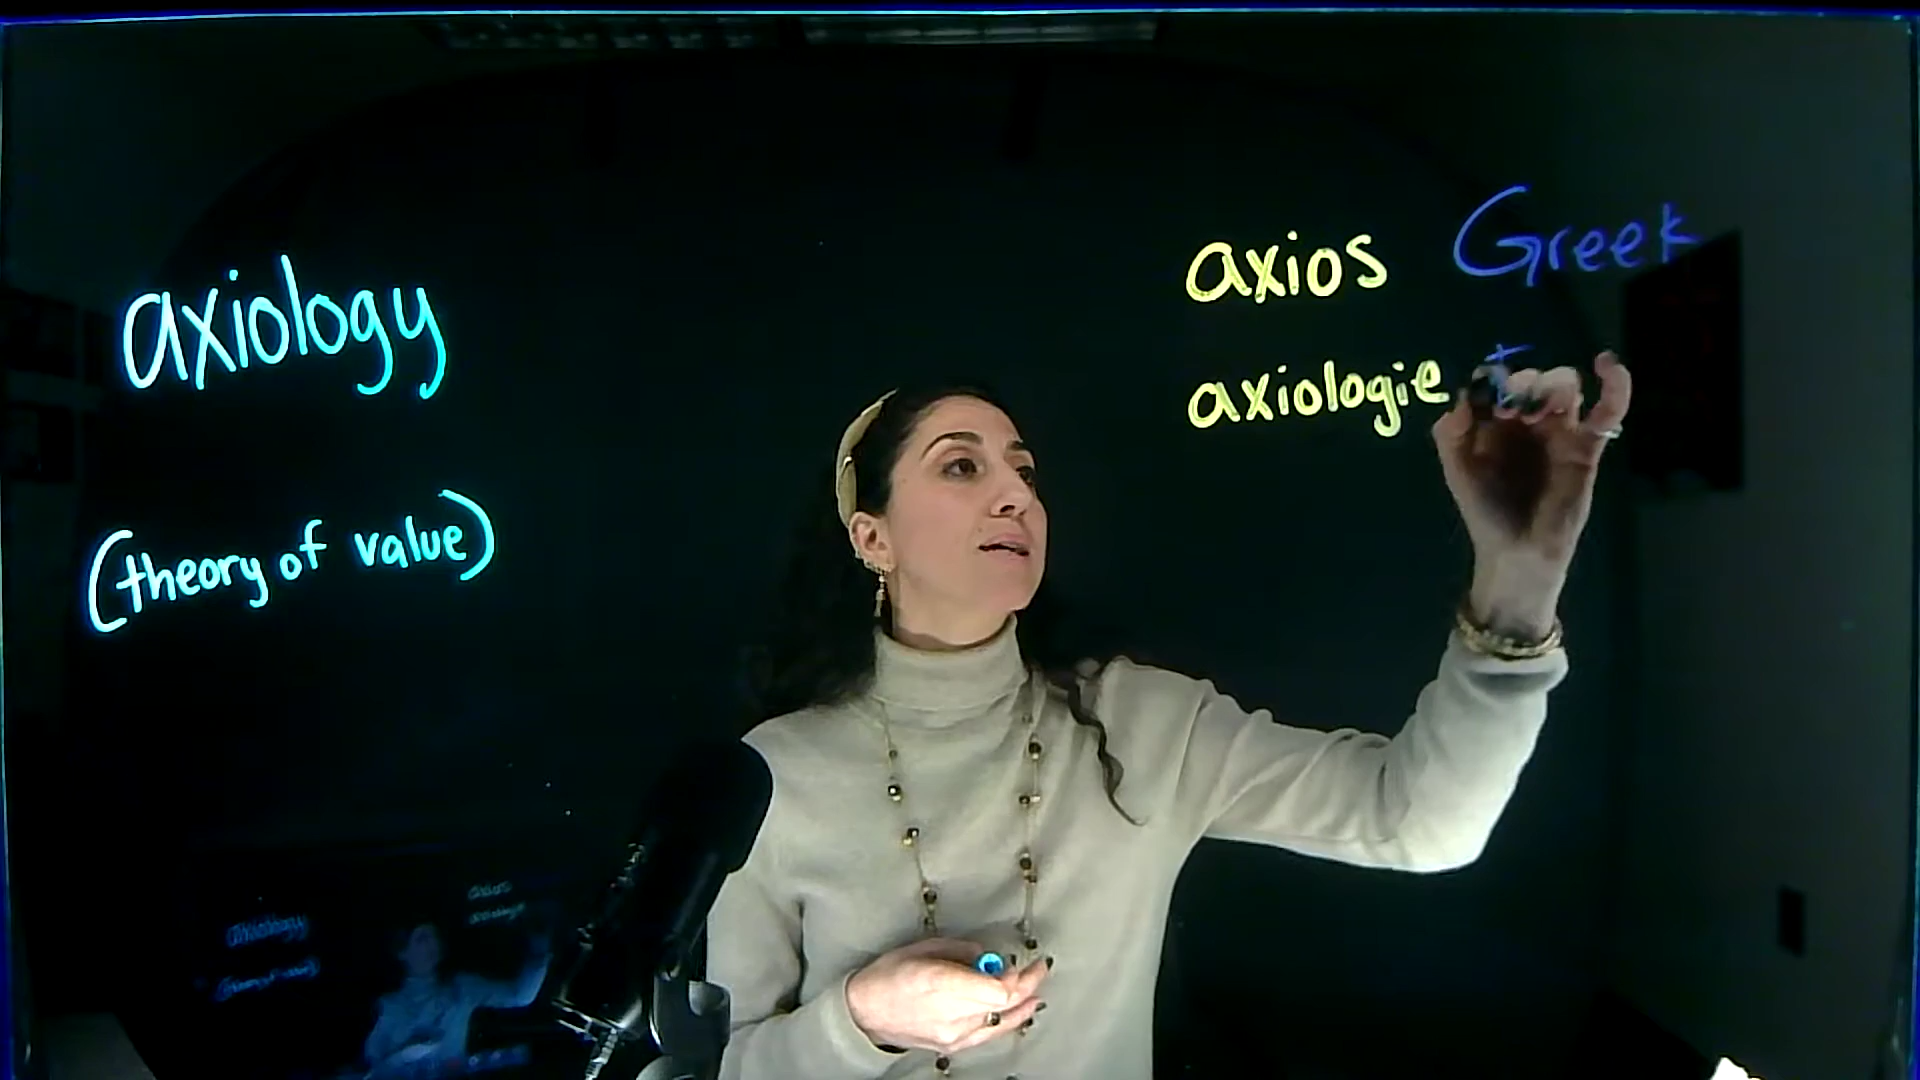 axiology
(theory of value)
axios Greek
axiologie